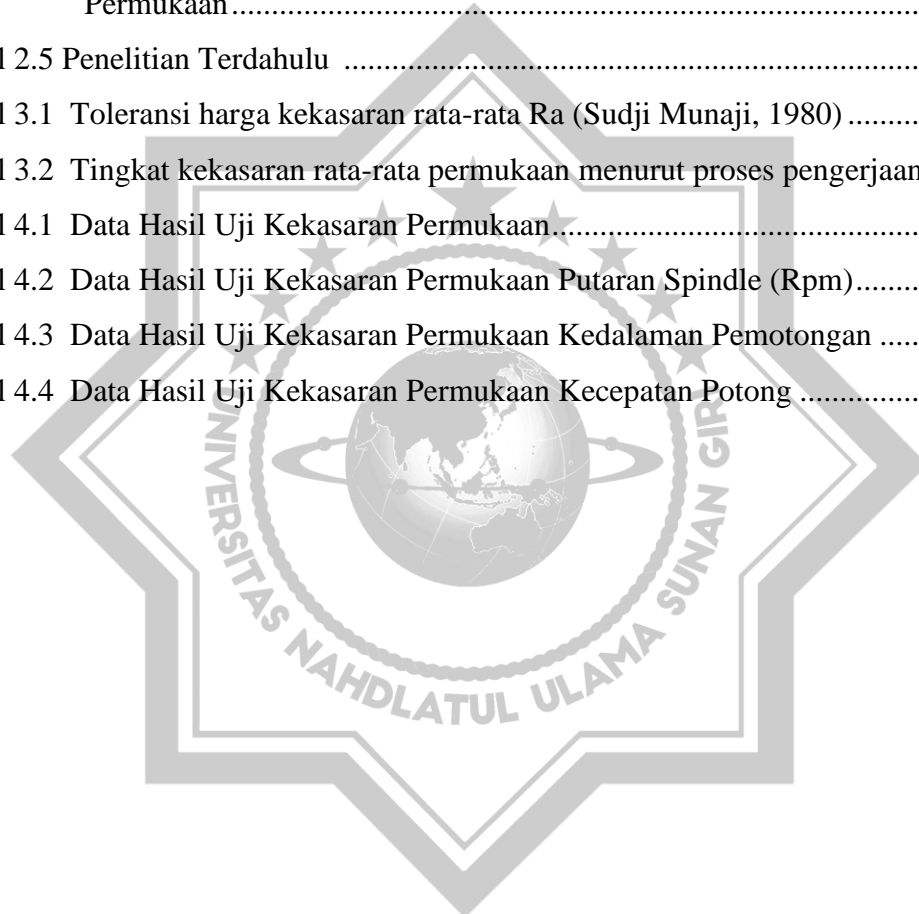 Permukaan
l 2.5 Penelitian Terdahulu
l 3.1 Toleransi harga kekasaran rata-rata Ra (Sudji Munaji, 1980)
l 3.2 Tingkat kekasaran rata-rata permukaan menurut proses pengerjaan
l 4.1 Data Hasil Uji Kekasaran Permukaan
l 4.2 Data Hasil Uji Kekasaran Permukaan Putaran Spindle (Rpm)
l 4.3 Data Hasil Uji Kekasaran Permukaan Kedalaman Pemotongan
l 4.4 Data Hasil Uji Kekasaran Permukaan Kecepatan Potong
UNIVERSITAS NAHDLATUL ULAMA SUNAN GIRI